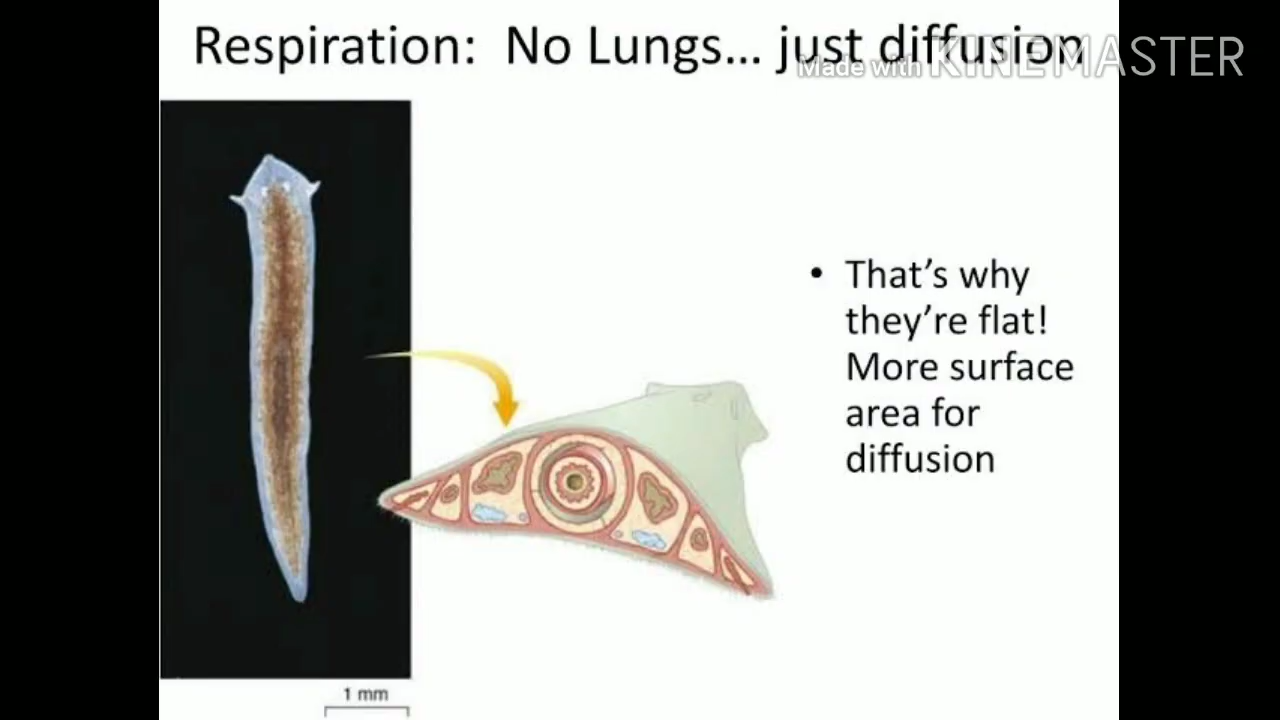 Respiration:  No Lungs... just diffusion
Made with KINEMASTER
• That's why
they're flat!
More surface
area for
diffusion
1 mm